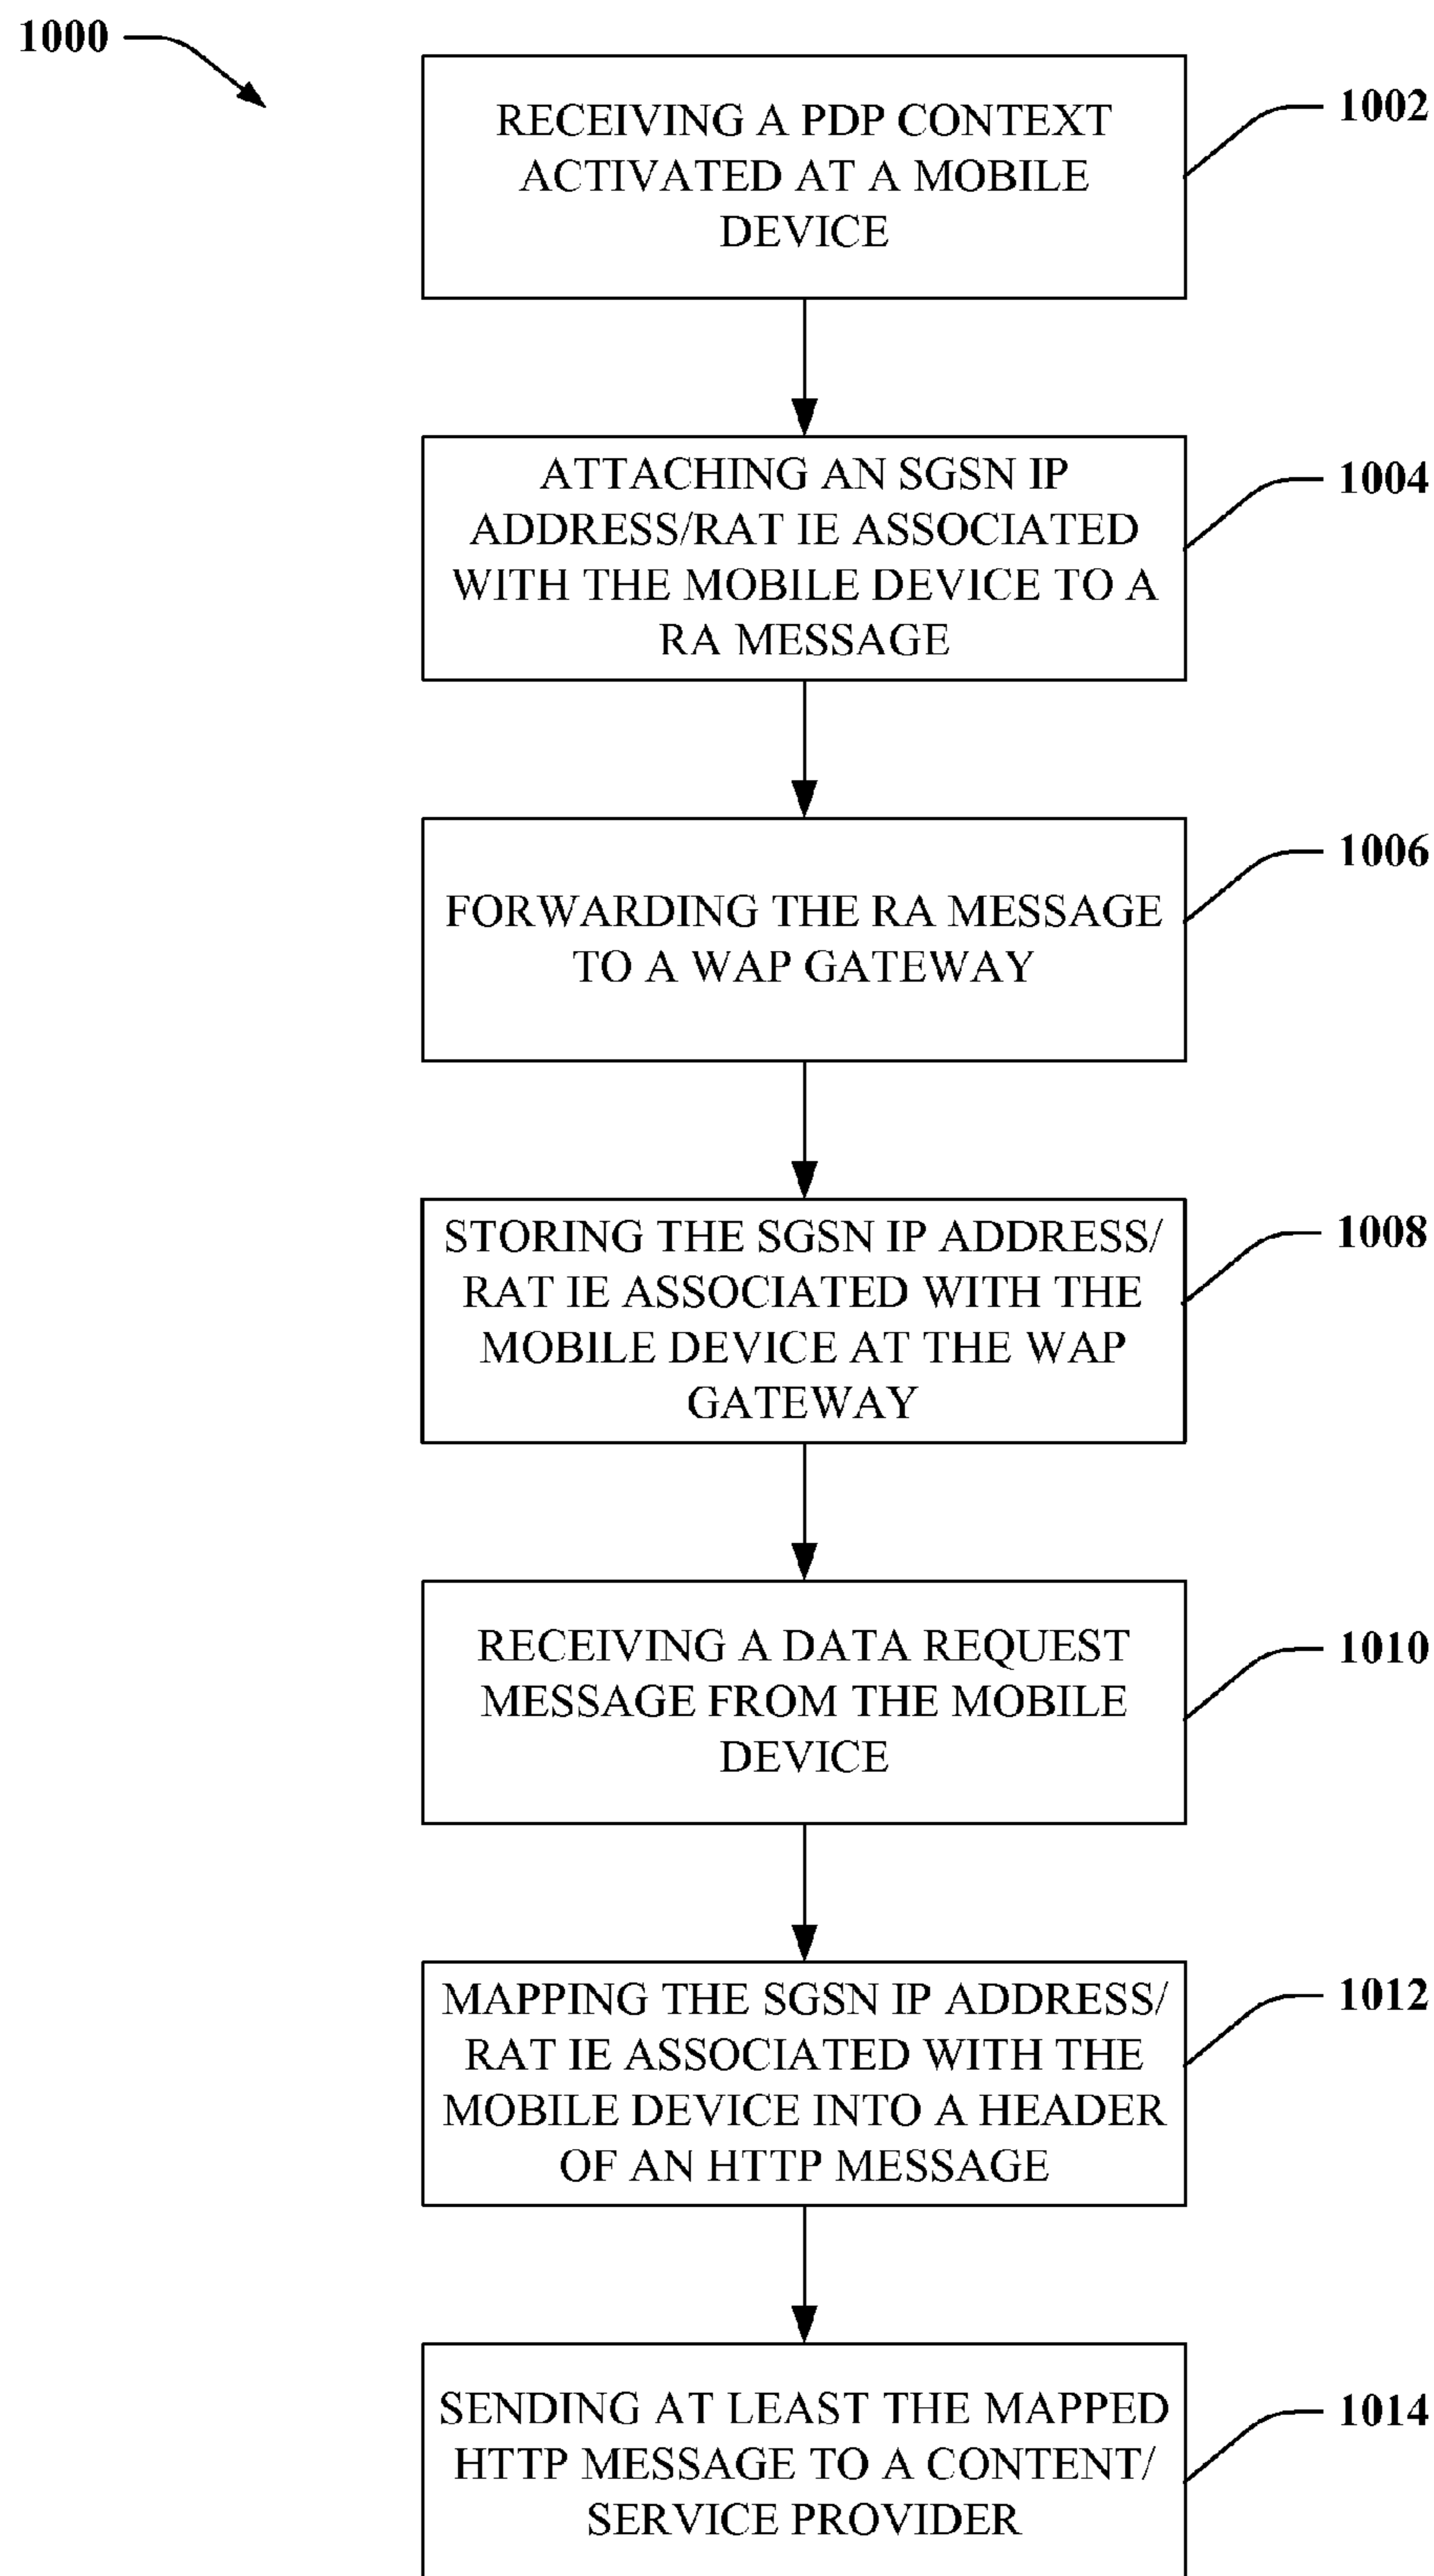 1000
RECEIVING A PDP CONTEXT
ACTIVATED AT A MOBILE
DEVICE
1002
ATTACHING AN SGSN IP
ADDRESS/RAT IE ASSOCIATED
WITH THE MOBILE DEVICE TO A
RA MESSAGE
1004
FORWARDING THE RA MESSAGE
TO A WAP GATEWAY
1006
STORING THE SGSN IP ADDRESS/
RAT IE ASSOCIATED WITH THE
MOBILE DEVICE AT THE WAP
GATEWAY
1008
RECEIVING A DATA REQUEST
MESSAGE FROM THE MOBILE
DEVICE
1010
MAPPING THE SGSN IP ADDRESS/
RAT IE ASSOCIATED WITH THE
MOBILE DEVICE INTO A HEADER
OF AN HTTP MESSAGE
1012
SENDING AT LEAST THE MAPPED
HTTP MESSAGE TO A CONTENT/
SERVICE PROVIDER
1014